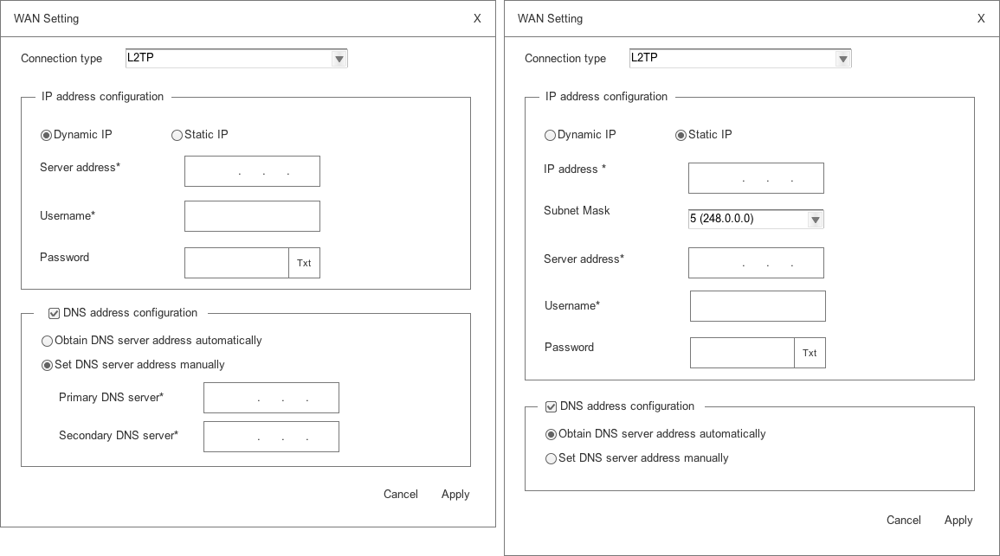 WAN Setting X
Connection type L2TP
IP address configuration
Dynamic IP Static IP
Server address* . . .
Username*
Password Txt
DNS address configuration
Obtain DNS server address automatically
Set DNS server address manually
Primary DNS server* . . .
Secondary DNS server* . . .
Cancel Apply
WAN Setting X
Connection type L2TP
IP address configuration
Dynamic IP Static IP
IP address * . . .
Subnet Mask 5 (248.0.0.0)
Server address* . . .
Username*
Password Txt
DNS address configuration
Obtain DNS server address automatically
Set DNS server address manually
Cancel Apply